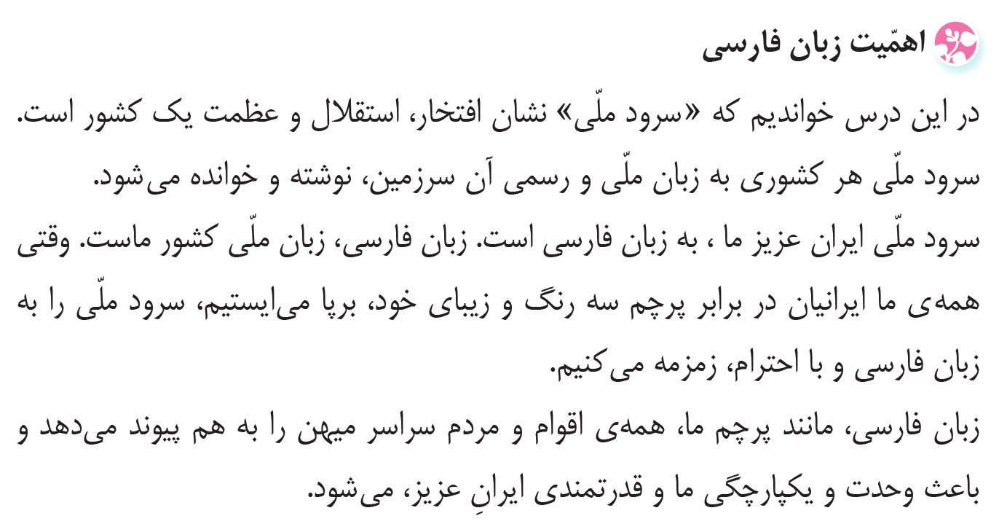 اهمّیت زبان فارسی
در این درس خواندیم که «سرود ملّی» نشان افتخار، استقلال و عظمت یک کشور است.
سرود ملّی هر کشوری به زبان ملّی و رسمی آن سرزمین، نوشته و خوانده می‌شود.
سرود ملّی ایران عزیز ما ، به زبان فارسی است. زبان فارسی، زبان ملّی کشور ماست. وقتی
همه‌ی ما ایرانیان در برابر پرچم سه رنگ و زیبای خود، برپا می‌ایستیم، سرود ملّی را به
زبان فارسی و با احترام، زمزمه می‌کنیم.
زبان فارسی، مانند پرچم ما، همه‌ی اقوام و مردم سراسر میهن را به هم پیوند می‌دهد و
باعث وحدت و یکپارچگی ما و قدرتمندی ایرانِ عزیز، می‌شود.